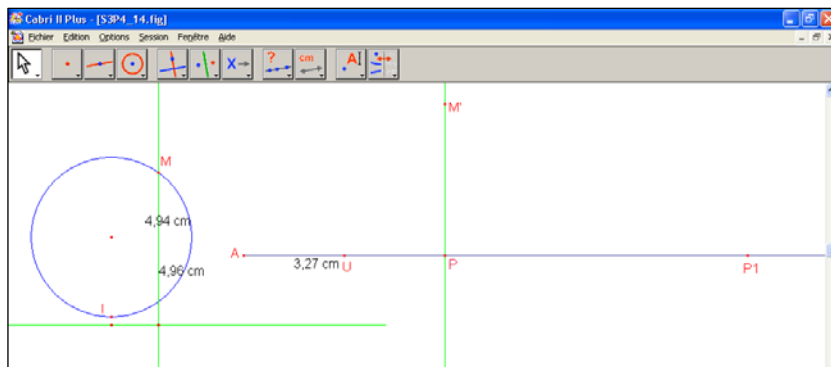 Cabri II Plus - [S3P4_14.fig]
Fichier Edition Options Session Fenêtre Aide
? cm A
M'
M
4,94 cm
A 3,27 cm U P P1
4,96 cm
I